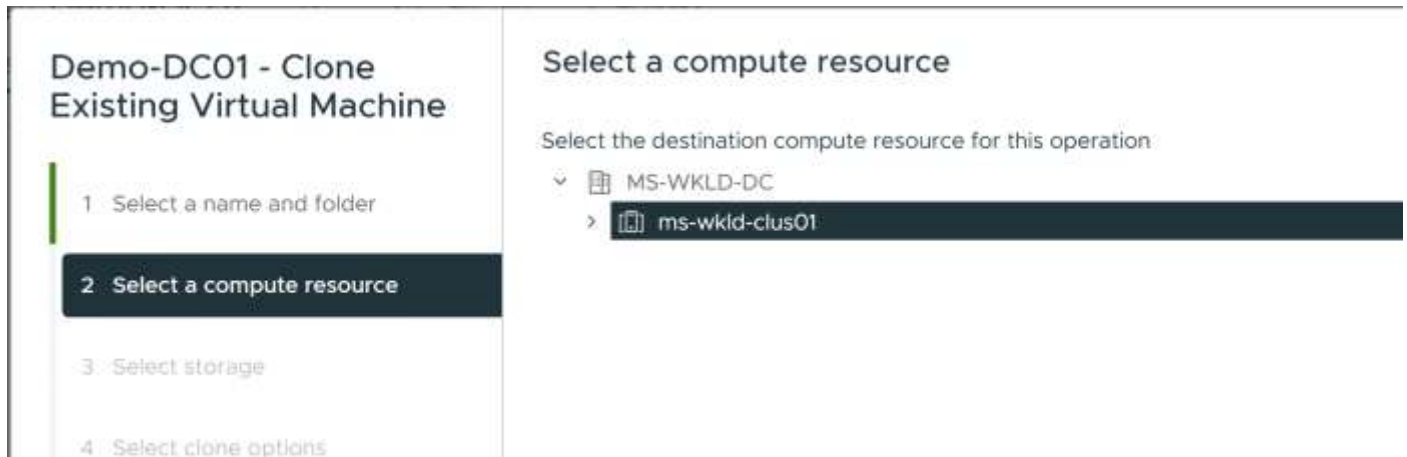 Demo-DC01 - Clone
Existing Virtual Machine
1 Select a name and folder
2 Select a compute resource
3 Select storage
4 Select clone options
Select a compute resource
Select the destination compute resource for this operation
MS-WKLD-DC
ms-wkld-clus01